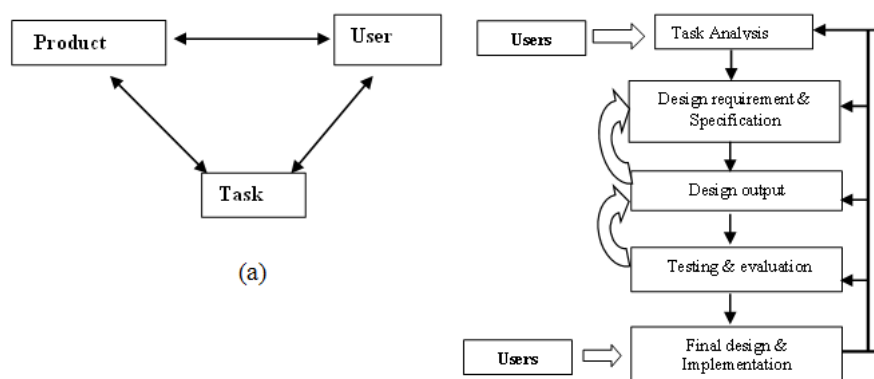 Product
User
Task
(a)
Users
Task Analysis
Design requirement &
Specification
Design output
Testing & evaluation
Users
Final design &
Implementation